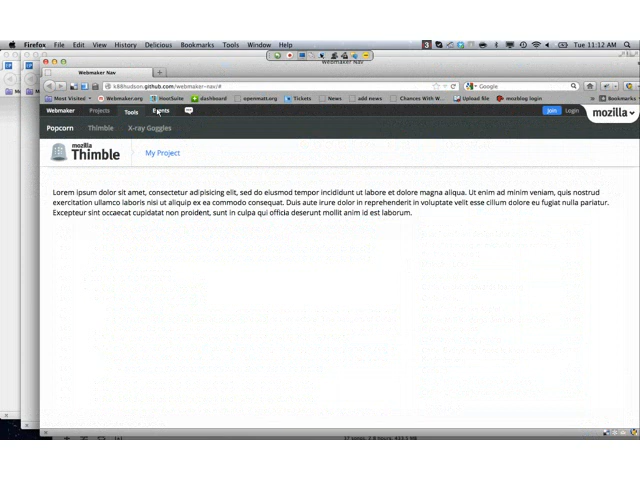 Firefox File Edit View History Delicious Bookmarks Tools Window Help Tue 11:12 AM
Webmaker Nav
Webmaker Nav
k88hudson.github.com/webmaker-nav/# Google
Most Visited Webmaker.org HootSuite dashboard openmatt.org Tickets News add news Chances With W... Upload file mozblog login Bookmarks
Webmaker Projects Tools Events Join Login mozilla
Popcorn Thimble X-ray Goggles
mozilla
Thimble My Project
Lorem ipsum dolor sit amet, consectetur adipisicing elit, sed do eiusmod tempor incididunt ut labore et dolore magna aliqua. Ut enim ad minim veniam, quis nostrud
exercitation ullamco laboris nisi ut aliquip ex ea commodo consequat. Duis aute irure dolor in reprehenderit in voluptate velit esse cillum dolore eu fugiat nulla pariatur.
Excepteur sint occaecat cupidatat non proident, sunt in culpa qui officia deserunt mollit anim id est laborum.